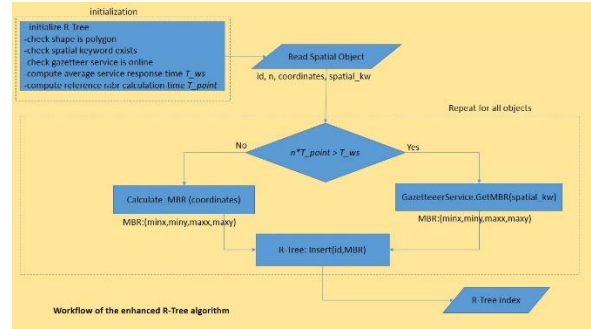 initialization
initialize R Tree
-check shape is polygon
-check spatial keyword exists
check gazetteer service is online
compute average service response time T_ws
-compute reference rabr calculation time T_point
Read Spatial Object
id, n, coordinates, spatial_kw
Repeat for all objects
No
n*T_point > T_ws
Yes
Calculate_MBR (coordinates)
GazetteeerService.GetMBR(spatial_kw)
MBR:(minx,miny,maxx,maxy)
MBR:(minx,miny,maxx,maxy)
R-Tree: Insert(id,MBR)
R-Tree index
Workflow of the enhanced R-Tree algorithm